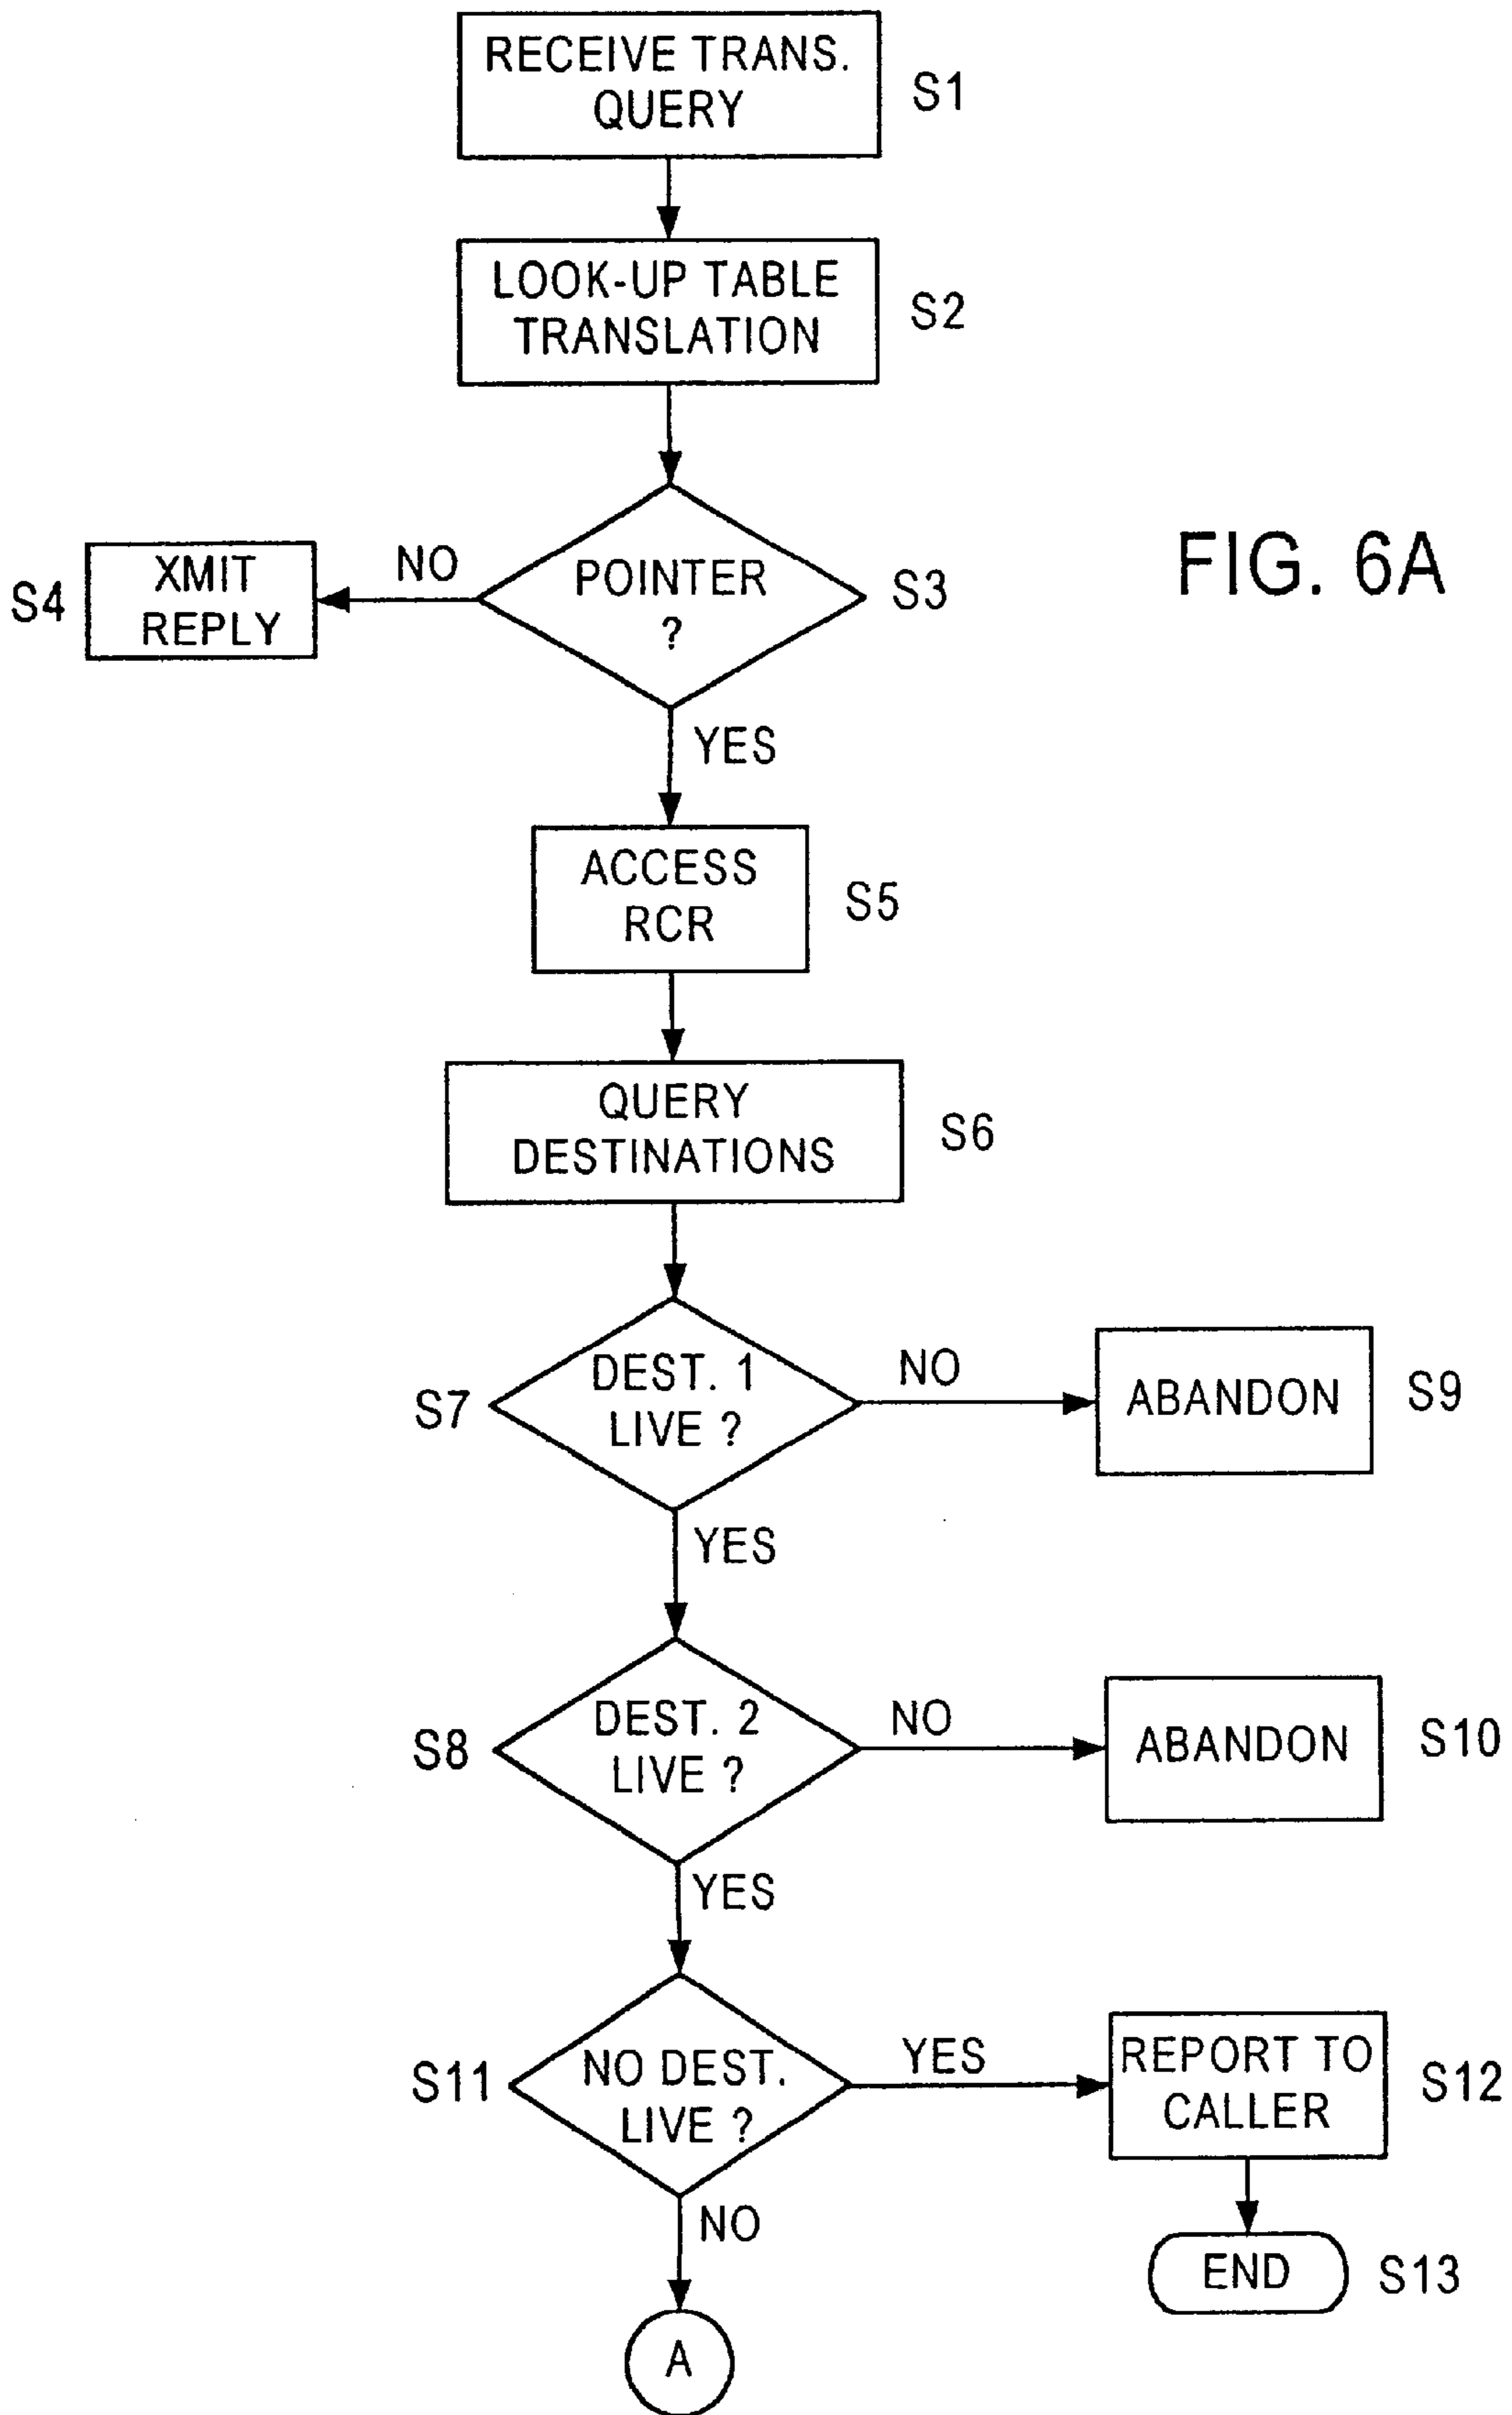 RECEIVE TRANS.
QUERY
S1
LOOK-UP TABLE
TRANSLATION
S2
FIG. 6A
POINTER
?
S3
NO
XMIT
REPLY
S4
YES
ACCESS
RCR
S5
QUERY
DESTINATIONS
S6
DEST. 1
LIVE ?
S7
NO
ABANDON
S9
YES
DEST. 2
LIVE ?
S8
NO
ABANDON
S10
YES
NO DEST.
LIVE ?
S11
YES
REPORT TO
CALLER
S12
NO
END
S13
A